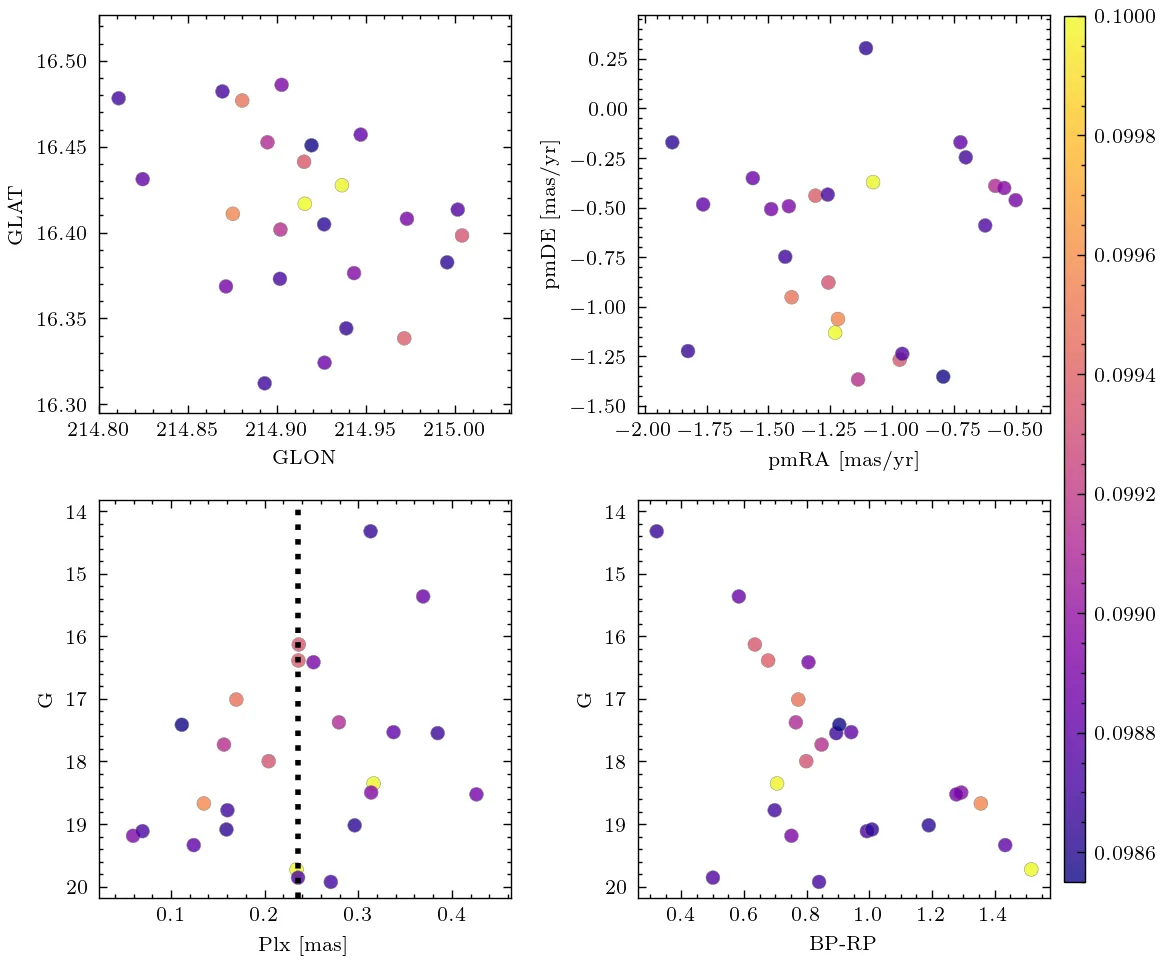 16.50
16.45
16.40
16.35
16.30
GLAT
214.80 214.85 214.90 214.95 215.00
GLON
0.25
0.00
−0.25
−0.50
−0.75
−1.00
−1.25
−1.50
pmDE [mas/yr]
−2.00 −1.75 −1.50 −1.25 −1.00 −0.75 −0.50
pmRA [mas/yr]
14
15
16
17
18
19
20
G
0.1 0.2 0.3 0.4
Plx [mas]
14
15
16
17
18
19
20
G
0.4 0.6 0.8 1.0 1.2 1.4
BP-RP
0.1000
0.0998
0.0996
0.0994
0.0992
0.0990
0.0988
0.0986